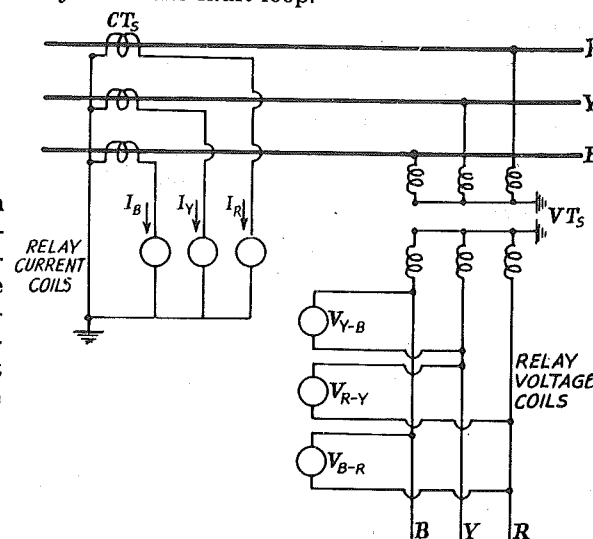 fault loop.
CTs
Y
I_B
I_Y
I_R
VTs
RELAY
CURRENT
COILS
V_Y-B
V_R-Y
V_B-R
RELAY
VOLTAGE
COILS
B Y R